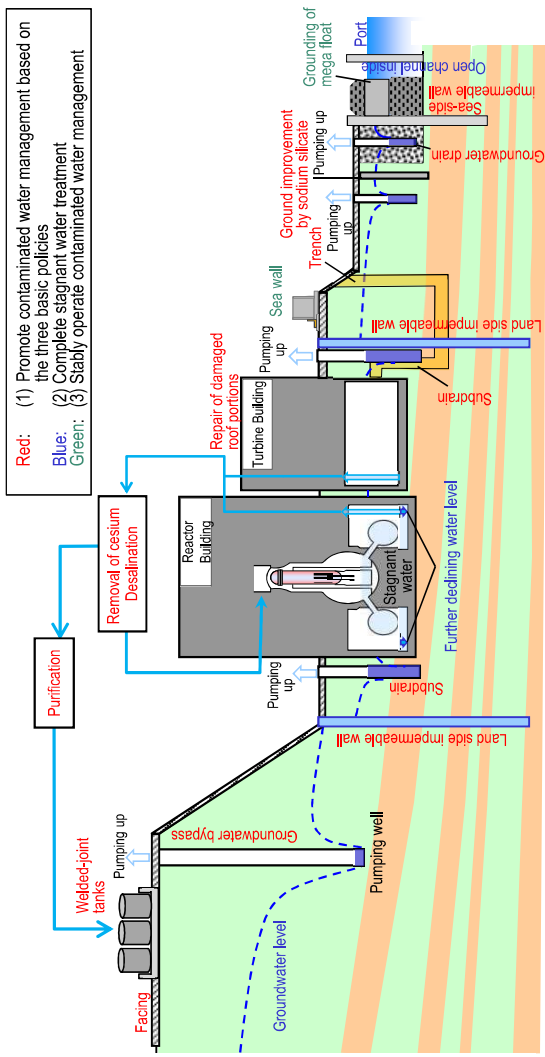 Red: (1) Promote contaminated water management based on
the three basic policies
Blue: (2) Complete stagnant water treatment
Green: (3) Stably operate contaminated water management
Purification
Removal of cesium
Desalination
Welded-joint
tanks
Facing
Pumping up
Groundwater bypass
Groundwater level
Pumping well
Land side impermeable wall
Pumping
up
Subdrain
Reactor
Building
Stagnant
water
Further declining water level
Repair of damaged
roof portions
Turbine Building
Pumping
up
Subdrain
Land side impermeable wall
Sea wall
Trench
Pumping
up
Ground improvement
by sodium silicate
Pumping up
Groundwater drain
Sea-side
impermeable wall
Grounding of
mega float
Open channel inside
Port